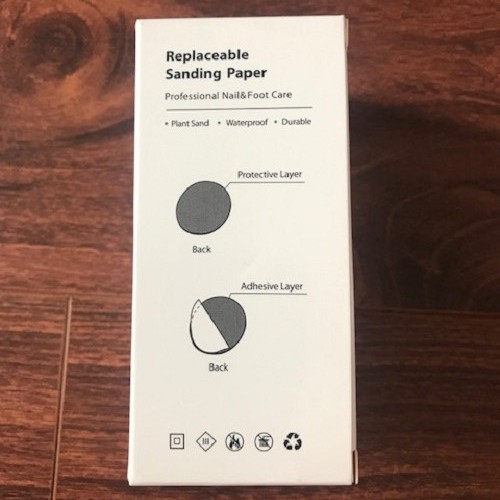 Replaceable
Sanding Paper
Professional Nail&Foot Care
• Plant Sand • Waterproof • Durable
Protective Layer
Back
Adhesive Layer
Back